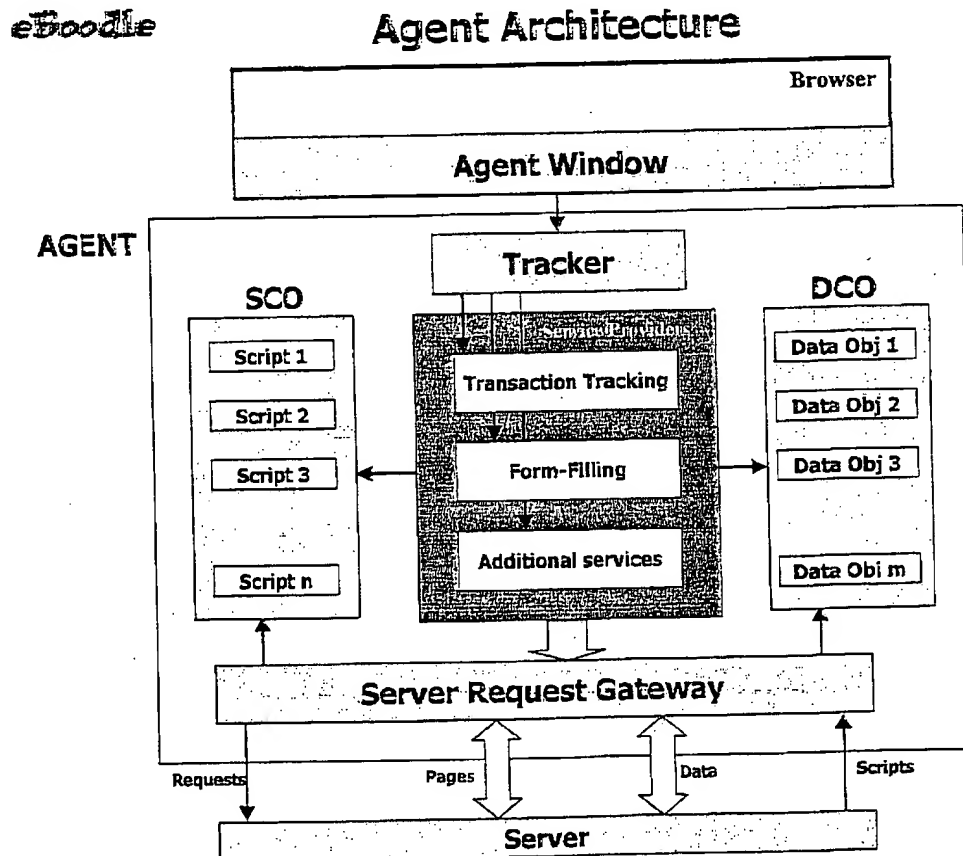 eBoodle
Agent Architecture
Browser
Agent Window
AGENT
Tracker
SCO
DCO
Service Providers
Script 1
Script 2
Script 3
Script n
Transaction Tracking
Form-Filling
Additional services
Data Obj 1
Data Obj 2
Data Obj 3
Data Obj m
Server Request Gateway
Requests
Pages
Data
Scripts
Server